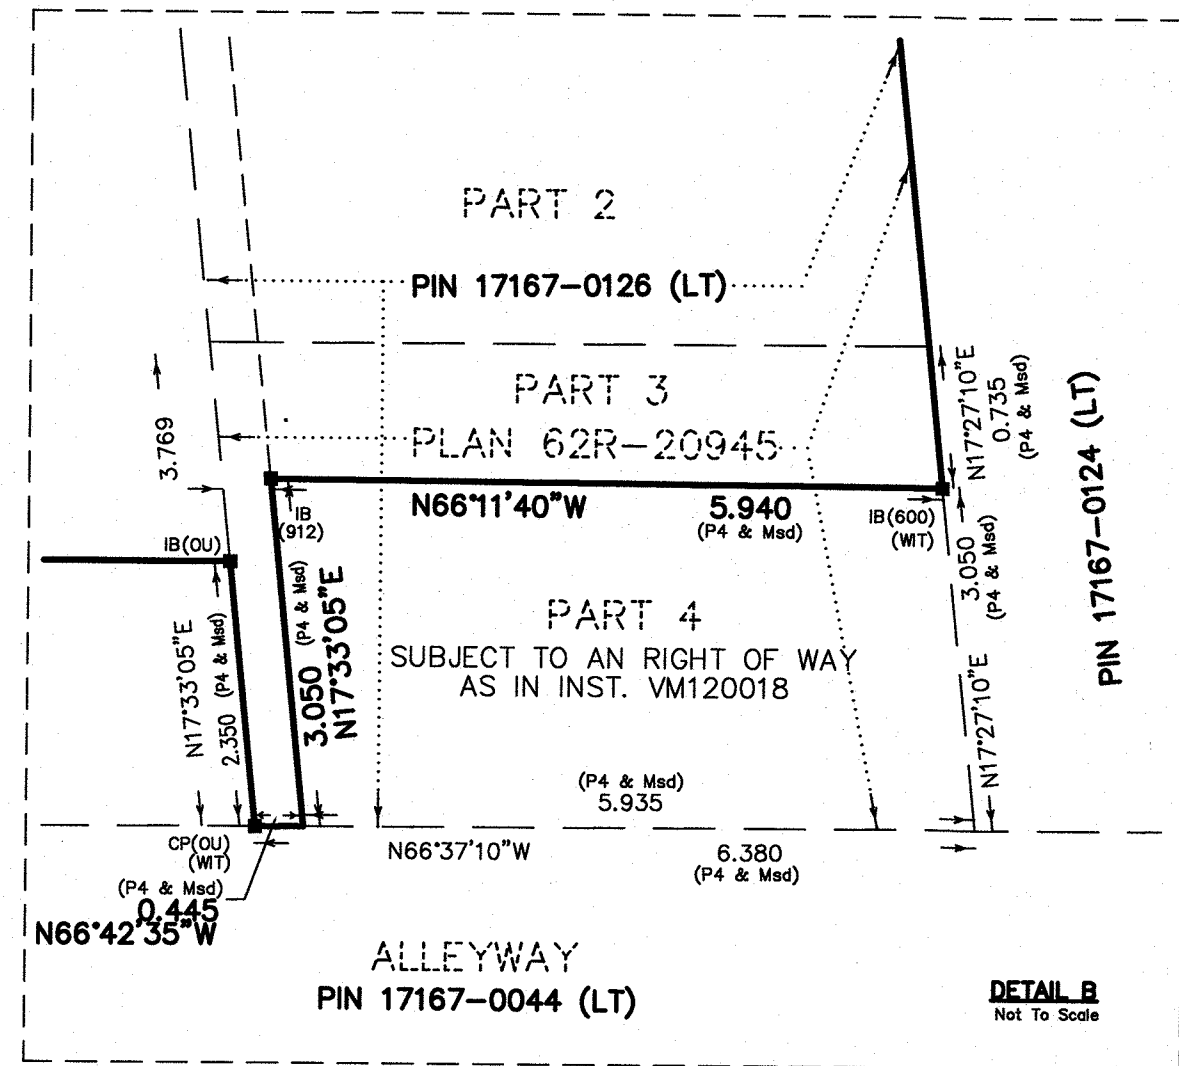 PART 2
PIN 17167-0126 (LT)
PART 3
PLAN 62R-20945
3.769
N17°27'10"E
0.735
(P4 & Msd)
PIN 17167-0124 (LT)
IB
(912)
N66°11'40"W
5.940
(P4 & Msd)
IB(600)
(WIT)
IB(OU)
N17°33'05"E
2.350 (P4 & Msd)
3.050 (P4 & Msd)
N17°33'05"E
PART 4
SUBJECT TO AN RIGHT OF WAY
AS IN INST. VM120018
3.050
(P4 & Msd)
N17°27'10"E
(P4 & Msd)
5.935
CP(OU)
(WIT)
N66°37'10"W
6.380
(P4 & Msd)
(P4 & Msd)
0.445
N66°42'35"W
ALLEYWAY
PIN 17167-0044 (LT)
DETAIL B
Not To Scale